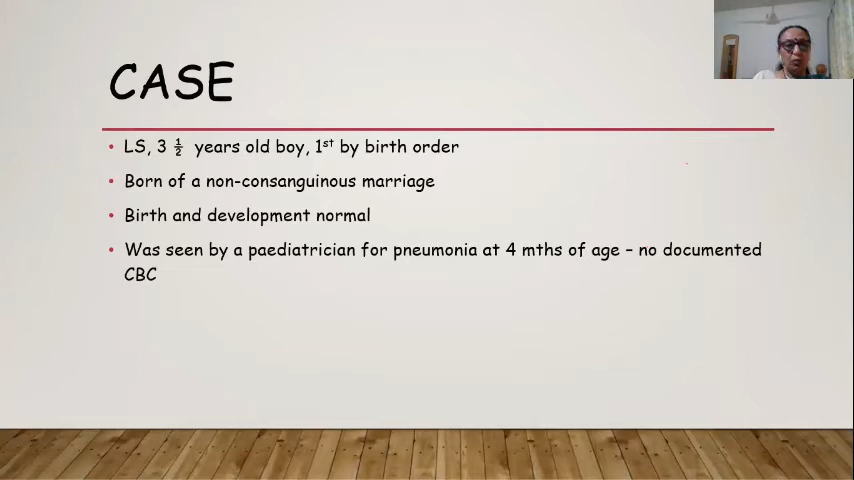 CASE
• LS, 3 ½ years old boy, 1st by birth order
• Born of a non-consanguinous marriage
• Birth and development normal
• Was seen by a paediatrician for pneumonia at 4 mths of age – no documented
CBC